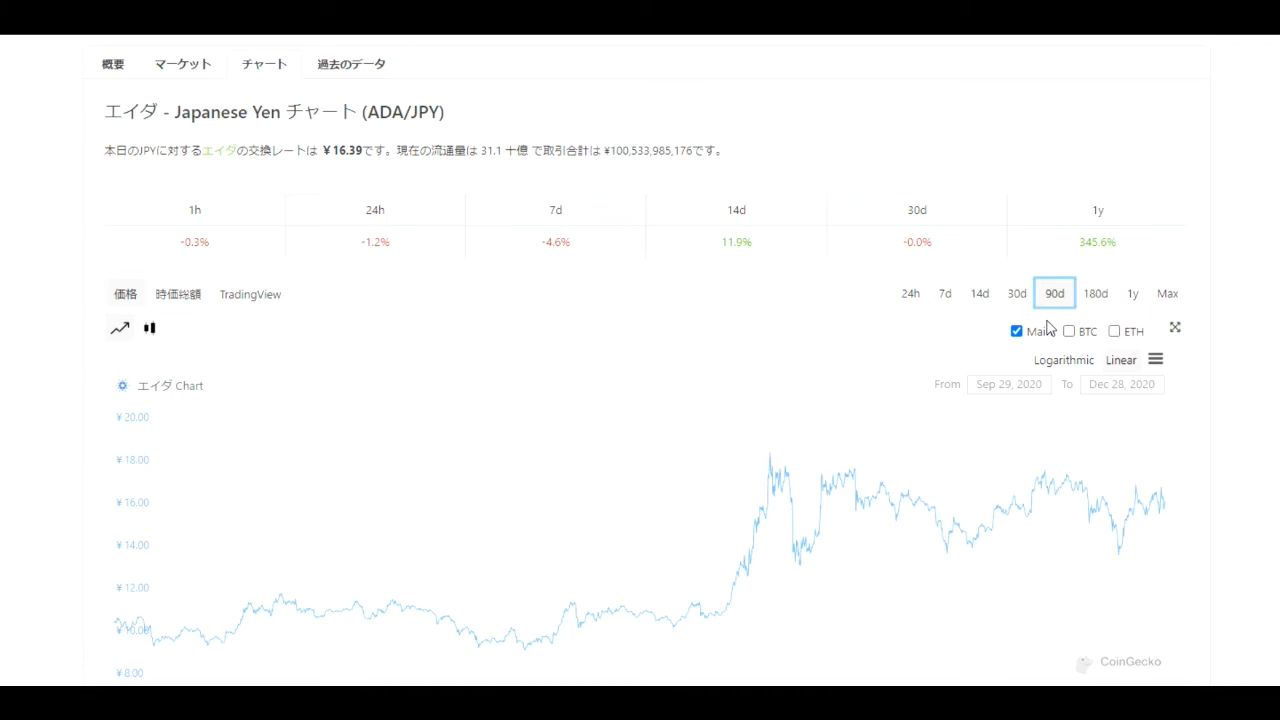 概要 マーケット チャート 過去のデータ
エイダ - Japanese Yen チャート (ADA/JPY)
本日のJPYに対するエイダの交換レートは ¥16.39です。現在の流通量は 31.1 十億 で取引合計は ¥100,533,985,176です。
1h 24h 7d 14d 30d 1y
-0.3% -1.2% -4.6% 11.9% -0.0% 345.6%
価格 時価総額 TradingView 24h 7d 14d 30d 90d 180d 1y Max
BTC ETH
Logarithmic Linear
エイダ Chart From Sep 29, 2020 To Dec 28, 2020
¥20.00
¥18.00
¥16.00
¥14.00
¥12.00
¥10.00
¥8.00
CoinGecko